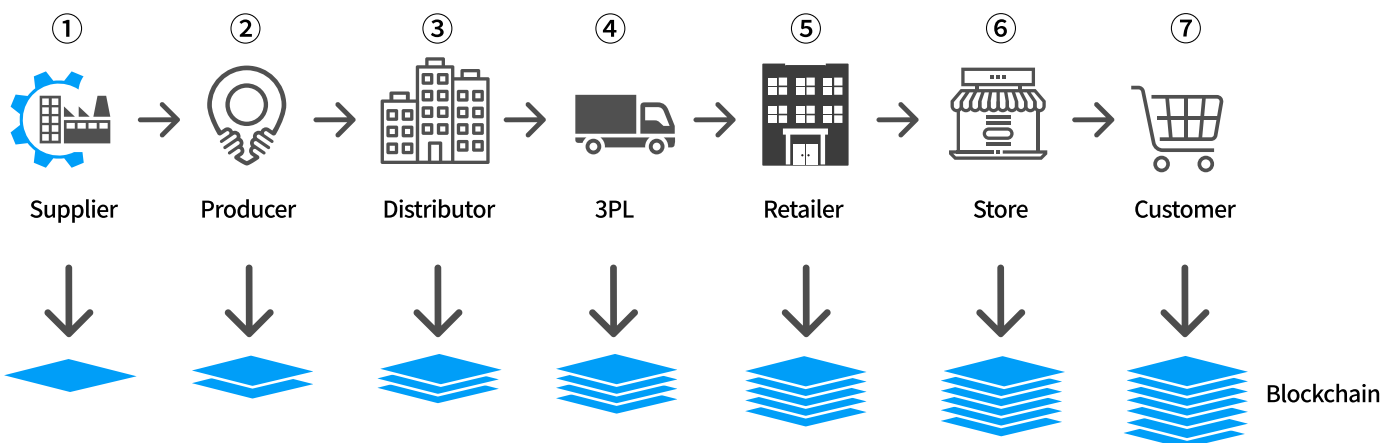 ① ② ③ ④ ⑤ ⑥ ⑦
Supplier Producer Distributor 3PL Retailer Store Customer
Blockchain